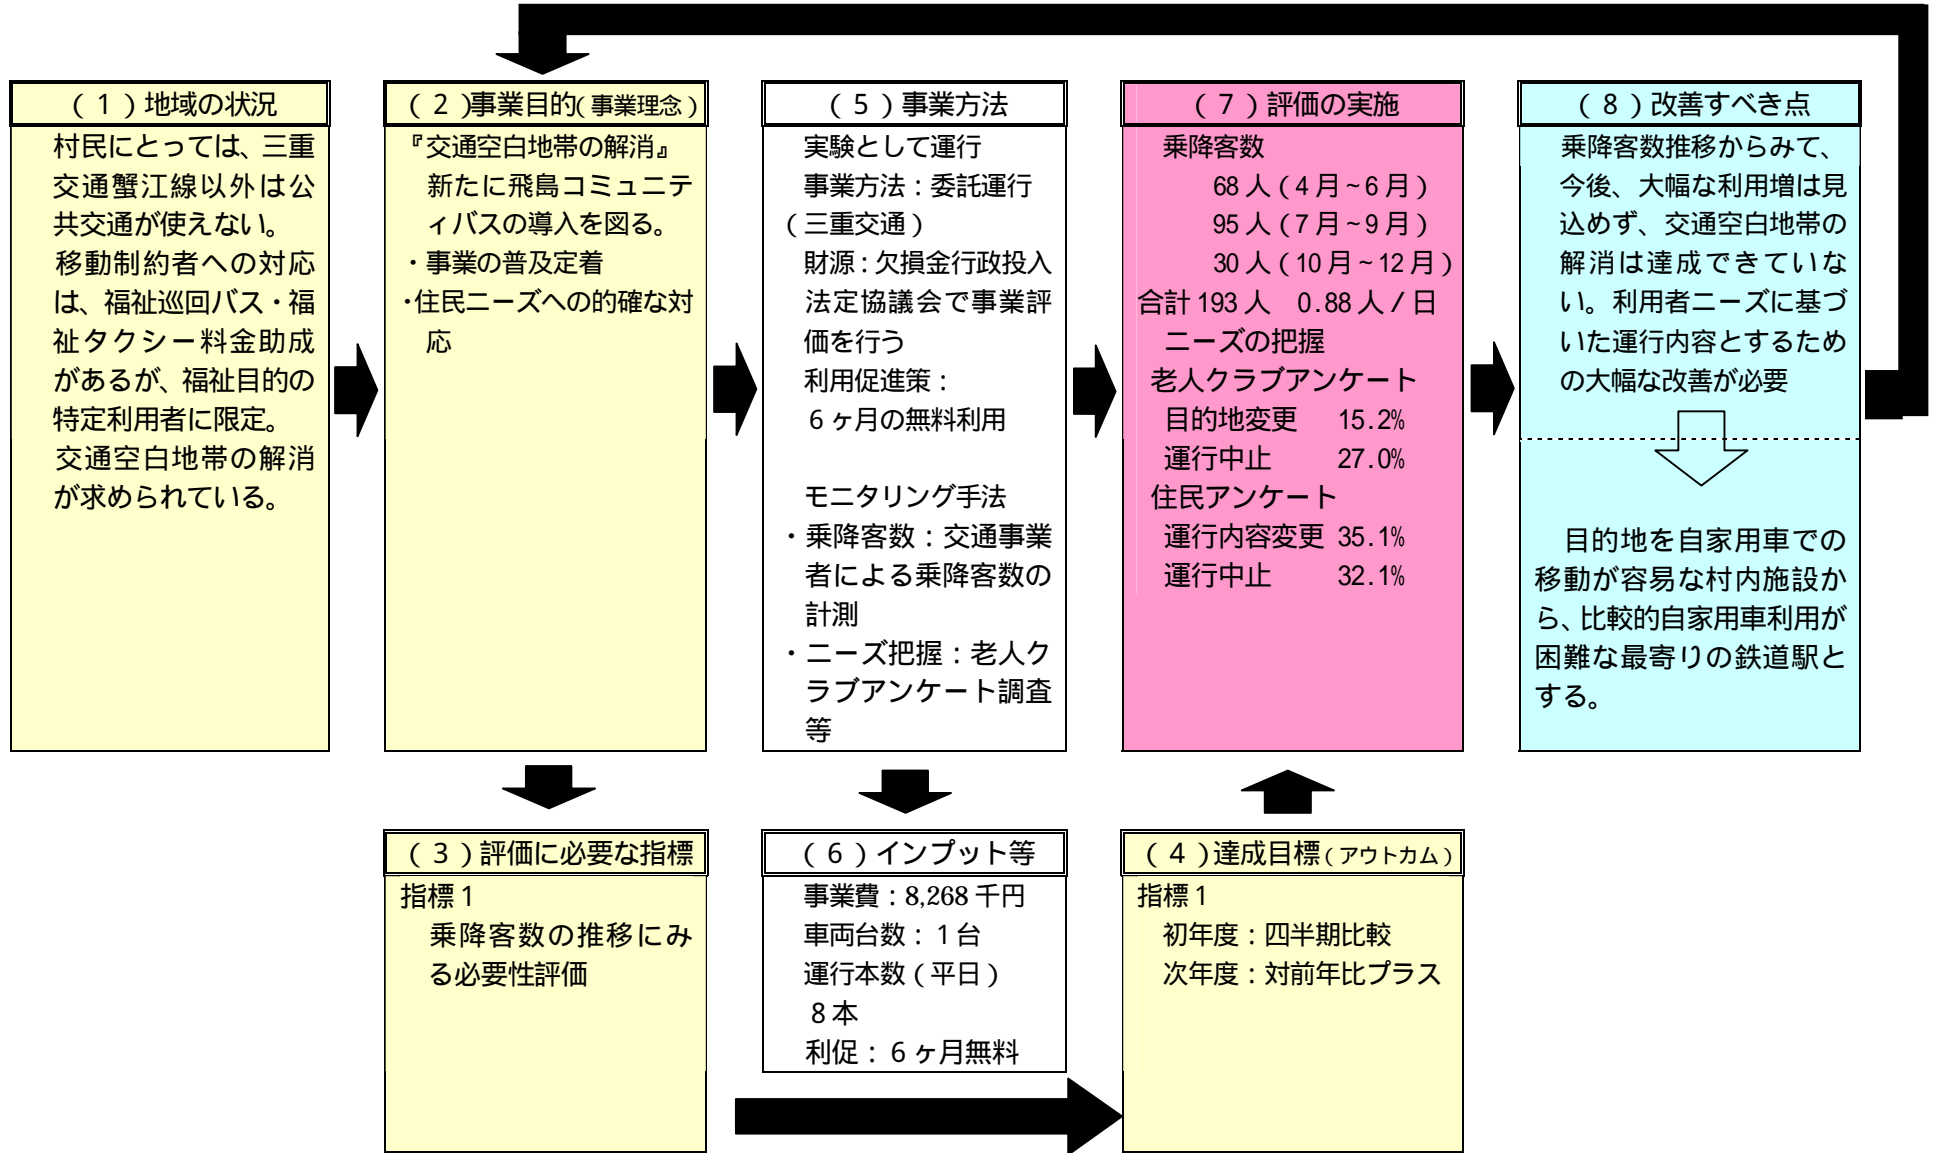 （１）地域の状況
村民にとっては、三重
交通蟹江線以外は公
共交通が使えない。
移動制約者への対応
は、福祉巡回バス・福
祉タクシー料金助成
があるが、福祉目的の
特定利用者に限定。
交通空白地帯の解消
が求められている。
（２）事業目的（事業理念）
『交通空白地帯の解消』
新たに飛島コミュニテ
ィバスの導入を図る。
・事業の普及定着
・住民ニーズへの的確な対
応
（３）評価に必要な指標
指標１
乗降客数の推移にみ
る必要性評価
（４）達成目標（アウトカム）
指標１
初年度：四半期比較
次年度：対前年比プラス
（５）事業方法
実験として運行
事業方法：委託運行
（三重交通）
財源：欠損金行政投入
法定協議会で事業評
価を行う
利用促進策：
６ヶ月の無料利用
モニタリング手法
・乗降客数：交通事業
者による乗降客数の
計測
・ニーズ把握：老人ク
ラブアンケート調査
等
（６）インプット等
事業費：8,268千円
車両台数：１台
運行本数（平日）
８本
利促：６ヶ月無料
（７）評価の実施
乗降客数
68人（4月~6月）
95人（7月~9月）
30人（10月~12月）
合計193人　0.88人／日
ニーズの把握
老人クラブアンケート
目的地変更　15.2%
運行中止　27.0%
住民アンケート
運行内容変更 35.1%
運行中止　32.1%
（８）改善すべき点
乗降客数推移からみて、
今後、大幅な利用増は見
込めず、交通空白地帯の
解消は達成できていな
い。利用者ニーズに基づ
いた運行内容とするため
の大幅な改善が必要
目的地を自家用車での
移動が容易な村内施設か
ら、比較的自家用車利用が
困難な最寄りの鉄道駅と
する。